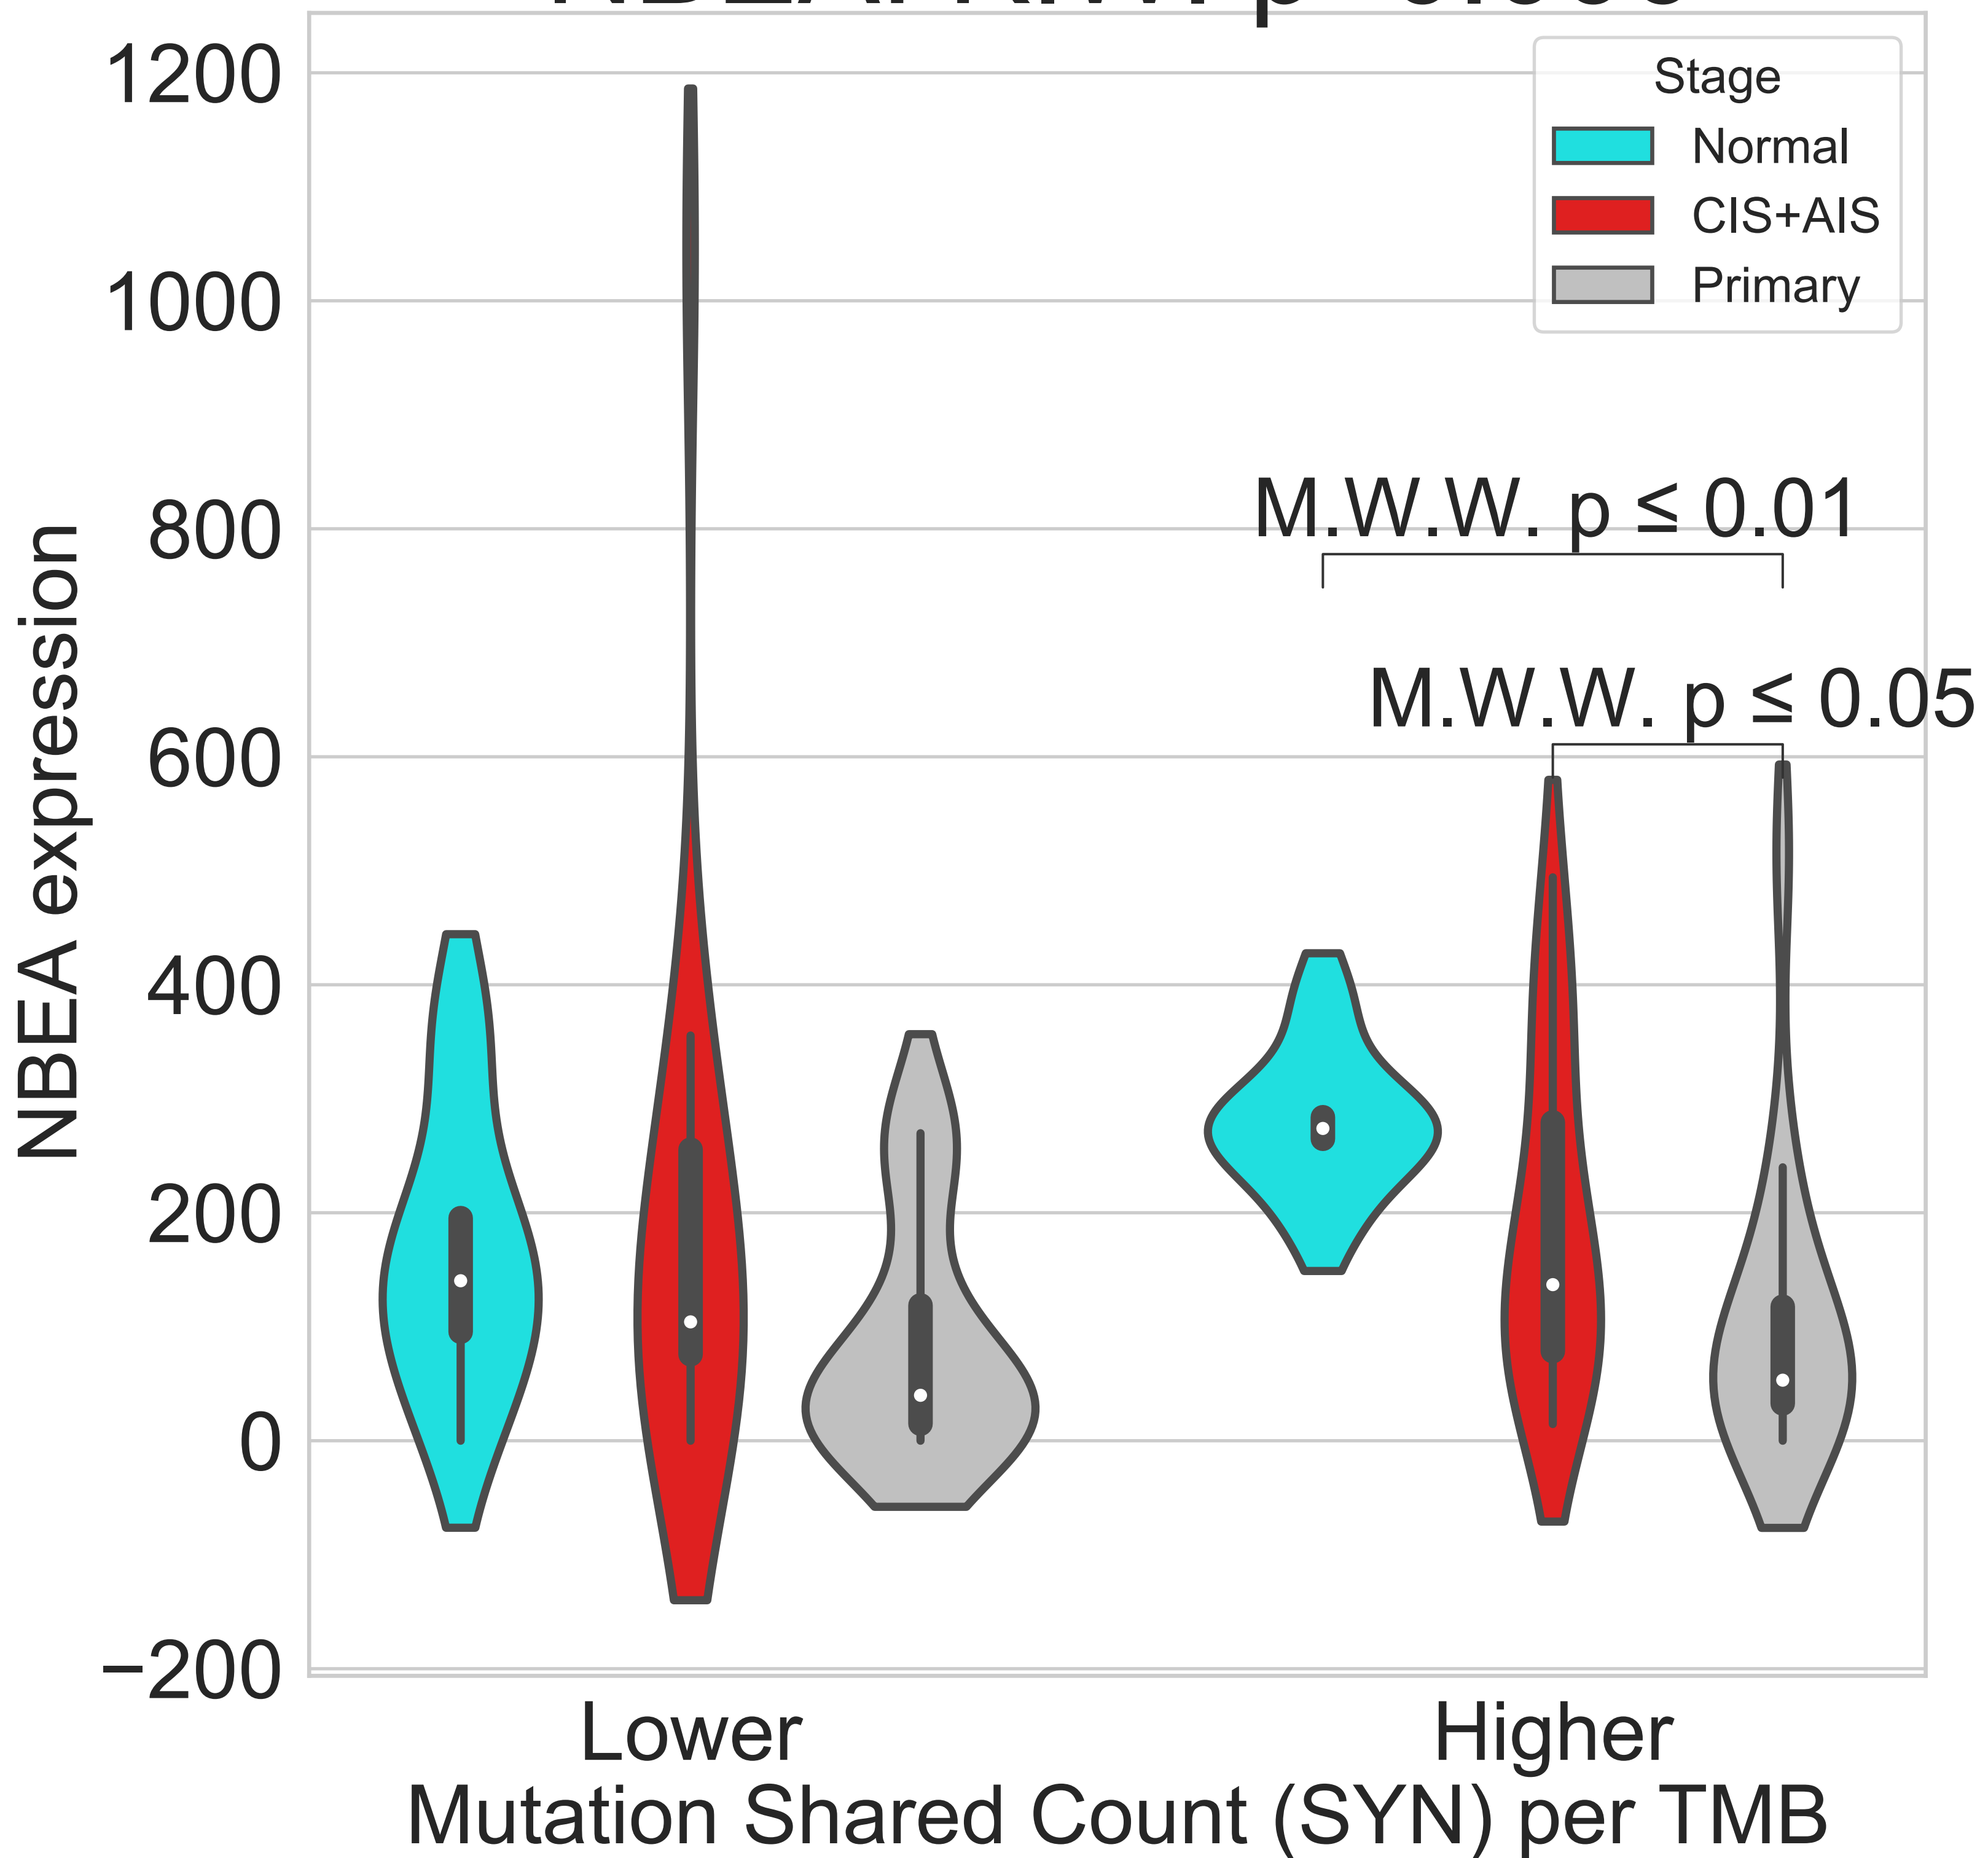 1200
1000
800
600
400
200
0
−200
NBEA expression
Stage
Normal
CIS+AIS
Primary
M.W.W. p ≤ 0.01
M.W.W. p ≤ 0.05
Lower
Higher
Mutation Shared Count (SYN) per TMB